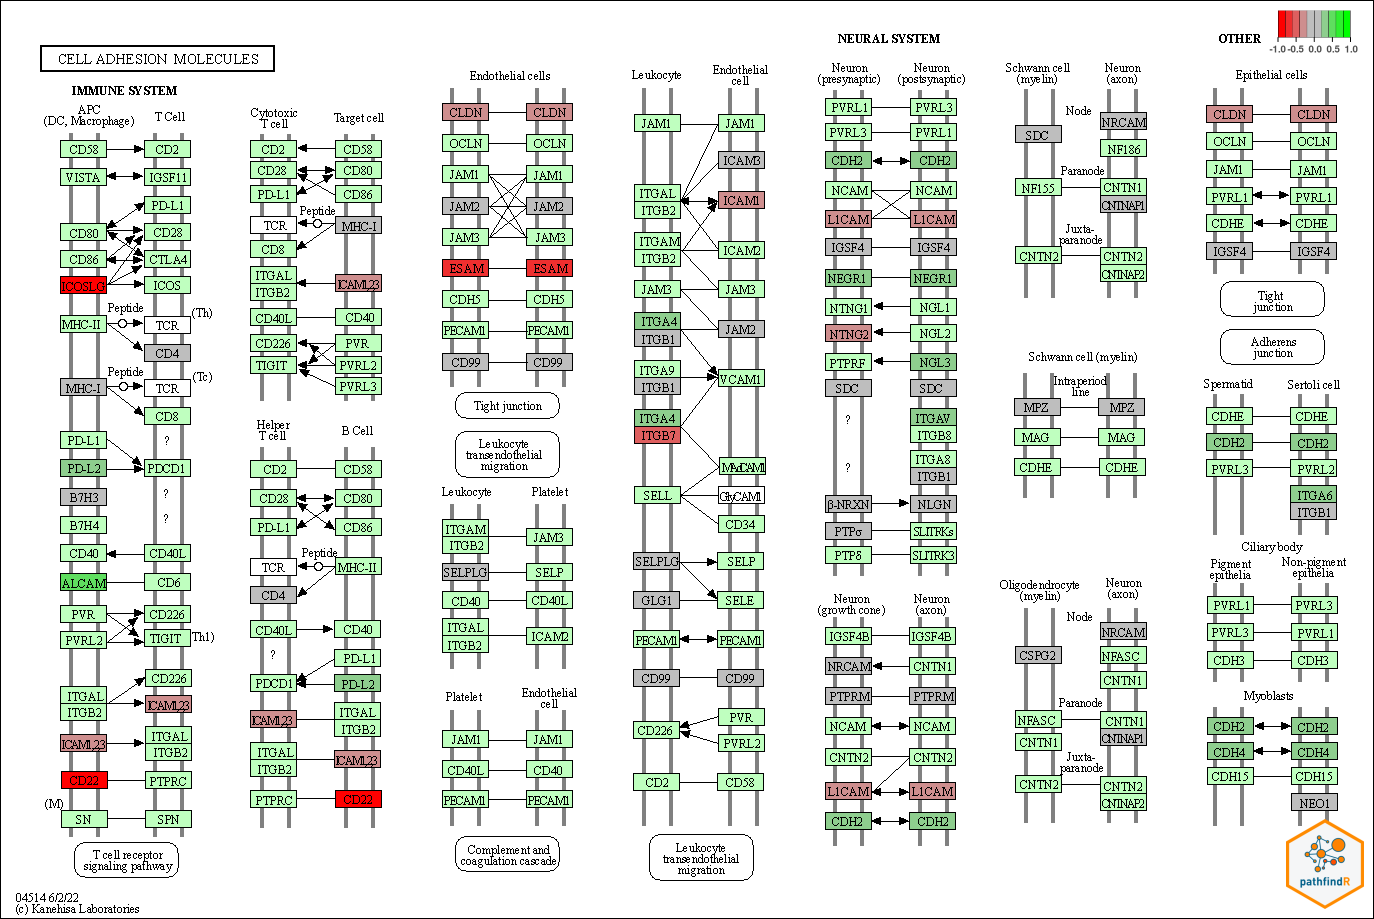 NEURAL SYSTEM
OTHER
-1.0 -0.5 0.0 0.5 1.0
CELL ADHESION MOLECULES
IMMUNE SYSTEM
APC
(DC, Macrophage)
T Cell
CD58 CD2
VISTA IGSF11
PD-L1
CD80 CD28
CD86 CTLA4
ICOSLG ICOS
Peptide
(Th)
MHC-II TCR
CD4
Peptide
(Tc)
MHC-I TCR
CD8
PD-L1 ?
PD-L2 PDCD1
B7H3 ?
B7H4 ?
CD40 CD40L
ALCAM CD6
PVR CD226
PVRL2 TIGIT Th1)
CD226
ITGAL
ITGB2
ICAM1,2,3
ICAM1,2,3
ITGAL
ITGB2
CD22 PTPRC
(M)
SN SPN
T cell receptor
signaling pathway
04514 6/2/22
(c) Kanehisa Laboratories
Cytotoxic
T cell
Target cell
CD2 CD58
CD28 CD80
PD-L1 CD86
Peptide
TCR MHC-I
CD8
ITGAL
ITGB2
ICAM1,2,3
CD40L CD40
CD226 PVR
TIGIT PVRL2
PVRL3
Helper
T cell
B Cell
CD2 CD58
CD28 CD80
PD-L1 CD86
Peptide
TCR MHC-II
CD4
CD40L CD40
? PD-L1
PDCD1 PD-L2
ICAM1,2,3
ITGAL
ITGB2
ITGAL
ITGB2
ICAM1,2,3
PTPRC CD22
Endothelial cells
CLDN CLDN
OCLN OCLN
JAM1 JAM1
JAM2 JAM2
JAM3 JAM3
ESAM ESAM
CDH5 CDH5
PECAM1 PECAM1
CD99 CD99
Tight junction
Leukocyte
transendothelial
migration
Leukocyte Platelet
ITGAM
ITGB2
JAM3
SELPLG SELP
CD40 CD40L
ITGAL
ITGB2
ICAM2
Platelet
Endothelial
cell
JAM1 JAM1
CD40L CD40
PECAM1 PECAM1
Complement and
coagulation cascade
Leukocyte
Endothelial
cell
JAM1 JAM1
ICAM3
ITGAL
ITGB2
ICAM1
ITGAM
ITGB2
ICAM2
JAM3 JAM3
ITGA4
ITGB1
JAM2
ITGA9
ITGB1
VCAM1
ITGA4
ITGB7
MAdCAM1
SELL GlyCAM1
CD34
SELPLG SELP
GLG1 SELE
PECAM1 PECAM1
CD99 CD99
PVR
CD226
PVRL2
CD2 CD58
Leukocyte
transendothelial
migration
Neuron
(presynaptic)
Neuron
(postsynaptic)
PVRL1 PVRL3
PVRL3 PVRL1
CDH2 CDH2
NCAM NCAM
L1CAM L1CAM
IGSF4 IGSF4
NEGR1 NEGR1
NTNG1 NGL1
NTNG2 NGL2
PTPRF NGL3
SDC SDC
? ITGAV
ITGB8
? ITGA8
ITGB1
β-NRXN NLGN
PTPσ SLITRKs
PTPδ SLITRK3
Neuron
(growth cone)
Neuron
(axon)
IGSF4B IGSF4B
NRCAM CNTN1
PTPRM PTPRM
NCAM NCAM
CNTN2 CNTN2
L1CAM L1CAM
CDH2 CDH2
Schwann cell
(myelin)
Neuron
(axon)
Node
SDC NRCAM
NF186
Paranode
NF155 CNTN1
CNTNAP1
Juxta-
paranode
CNTN2 CNTN2
CNTNAP2
Schwann cell (myelin)
Intraperiod
line
MPZ MPZ
MAG MAG
CDHE CDHE
Oligodendrocyte
(myelin)
Neuron
(axon)
Node
NRCAM
CSPG2 NFASC
CNTN1
Paranode
NFASC CNTN1
CNTN1 CNTNAP1
Juxta-
paranode
CNTN2 CNTN2
CNTNAP2
Epithelial cells
CLDN CLDN
OCLN OCLN
JAM1 JAM1
PVRL1 PVRL1
CDHE CDHE
IGSF4 IGSF4
Tight
junction
Adherens
junction
Spermatid Sertoli cell
CDHE CDHE
CDH2 CDH2
PVRL3 PVRL2
ITGA6
ITGB1
Ciliary body
Pigment
epithelia
Non-pigment
epithelia
PVRL1 PVRL3
PVRL3 PVRL1
CDH3 CDH3
Myoblasts
CDH2 CDH2
CDH4 CDH4
CDH15 CDH15
NEO1
pathfindR